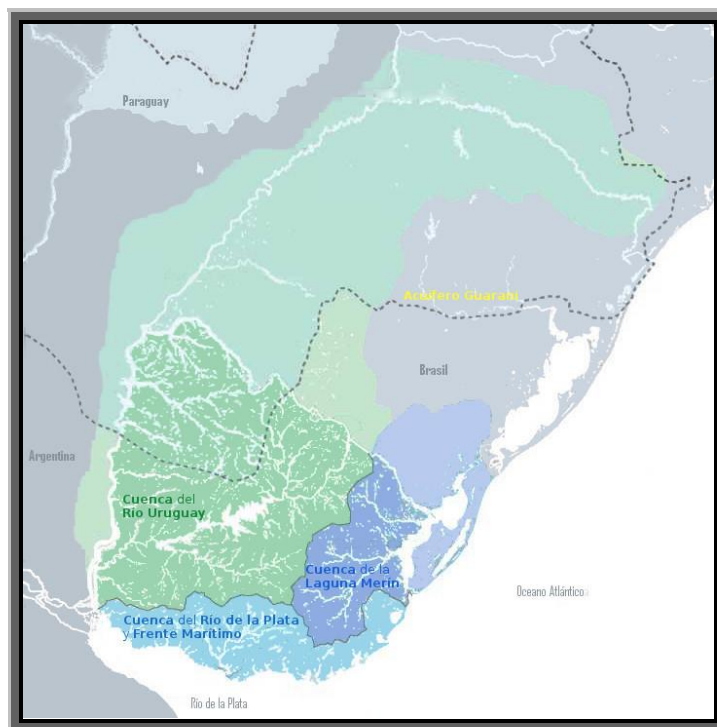 Paraguay
Acuífero Guaraní
Brasil
Argentina
Cuenca del
Río Uruguay
Cuenca de la
Laguna Merín
Oceano Atlántico
Cuenca del Río de la Plata
y Frente Marítimo
Río de la Plata